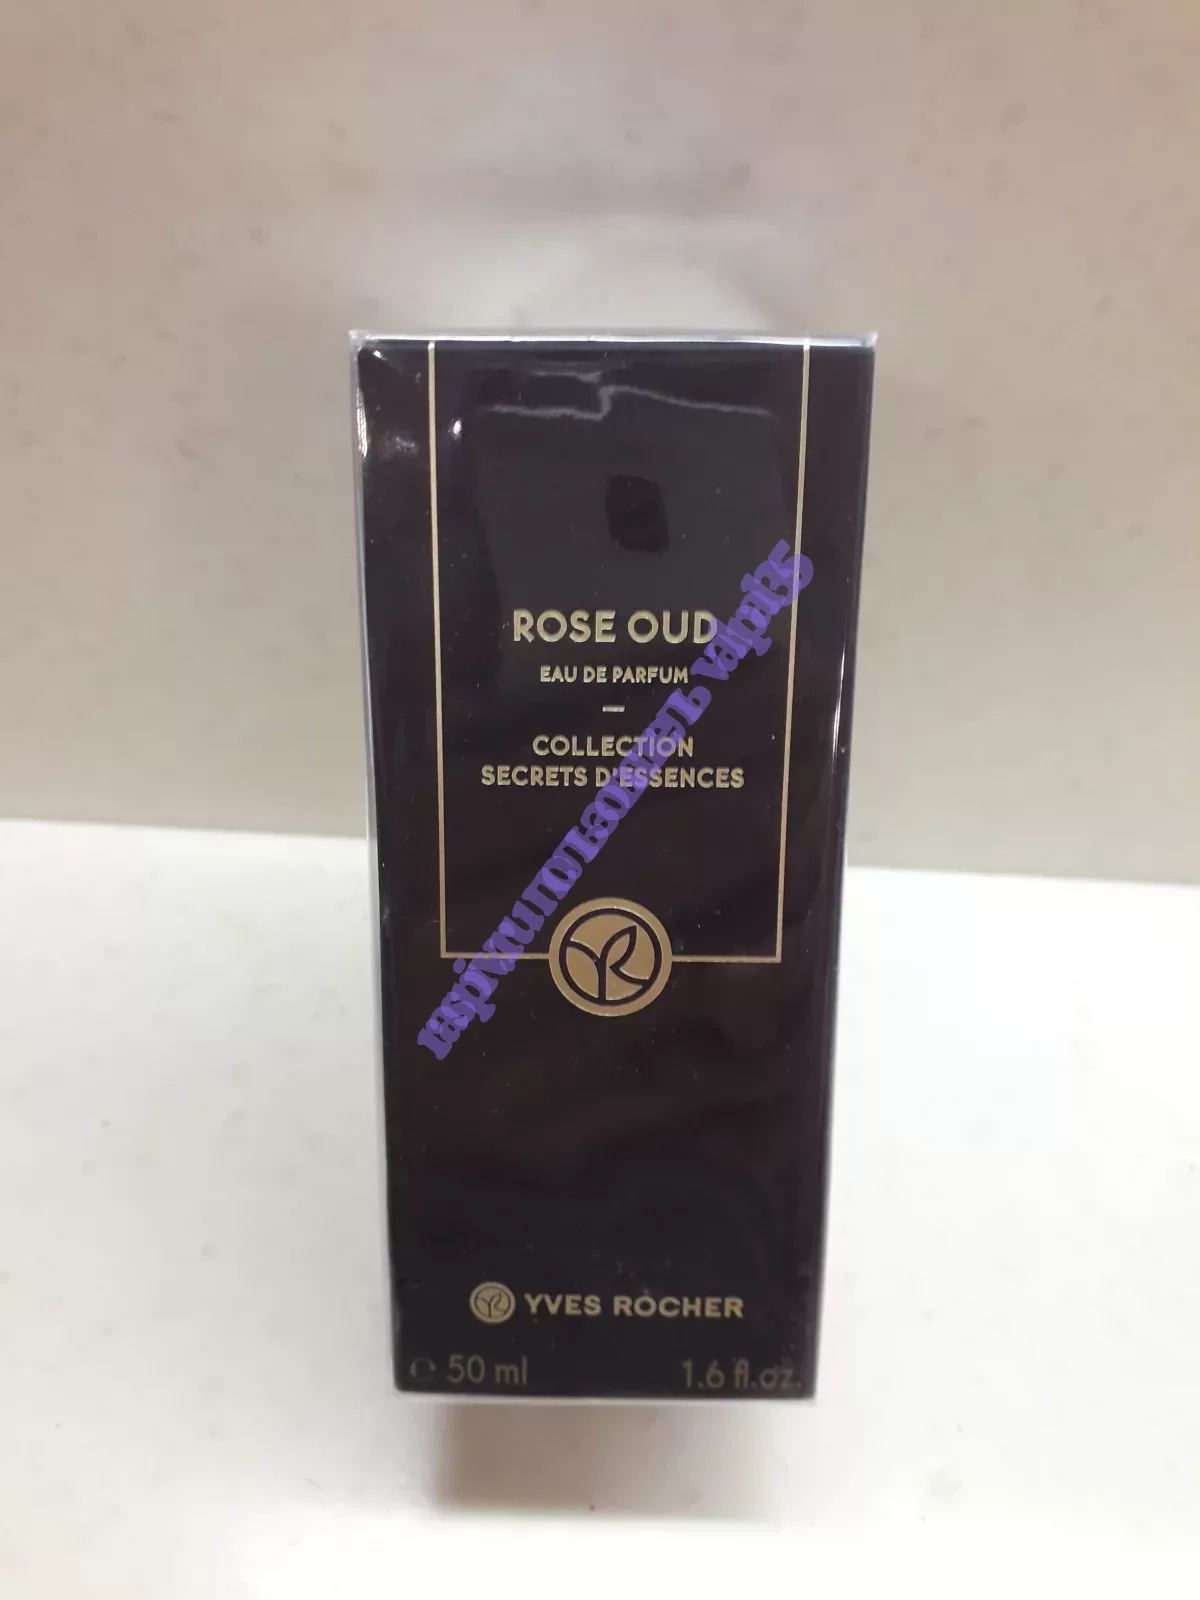 ROSE OUD
EAU DE PARFUM
COLLECTION
SECRETS D'ESSENCES
YVES ROCHER
e 50 ml 1.6 fl.oz.